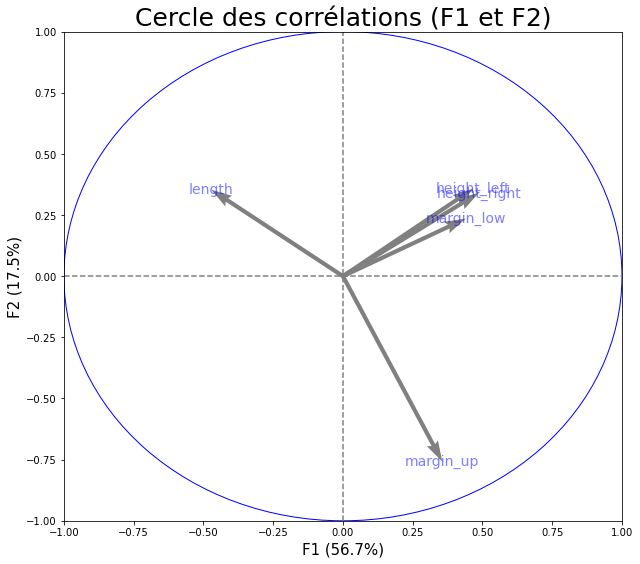 Cercle des corrélations (F1 et F2)
1.00
0.75
0.50
0.25
0.00
−0.25
−0.50
−0.75
−1.00
F2 (17.5%)
length
height_left
height_right
margin_low
margin_up
−1.00 −0.75 −0.50 −0.25 0.00 0.25 0.50 0.75 1.00
F1 (56.7%)